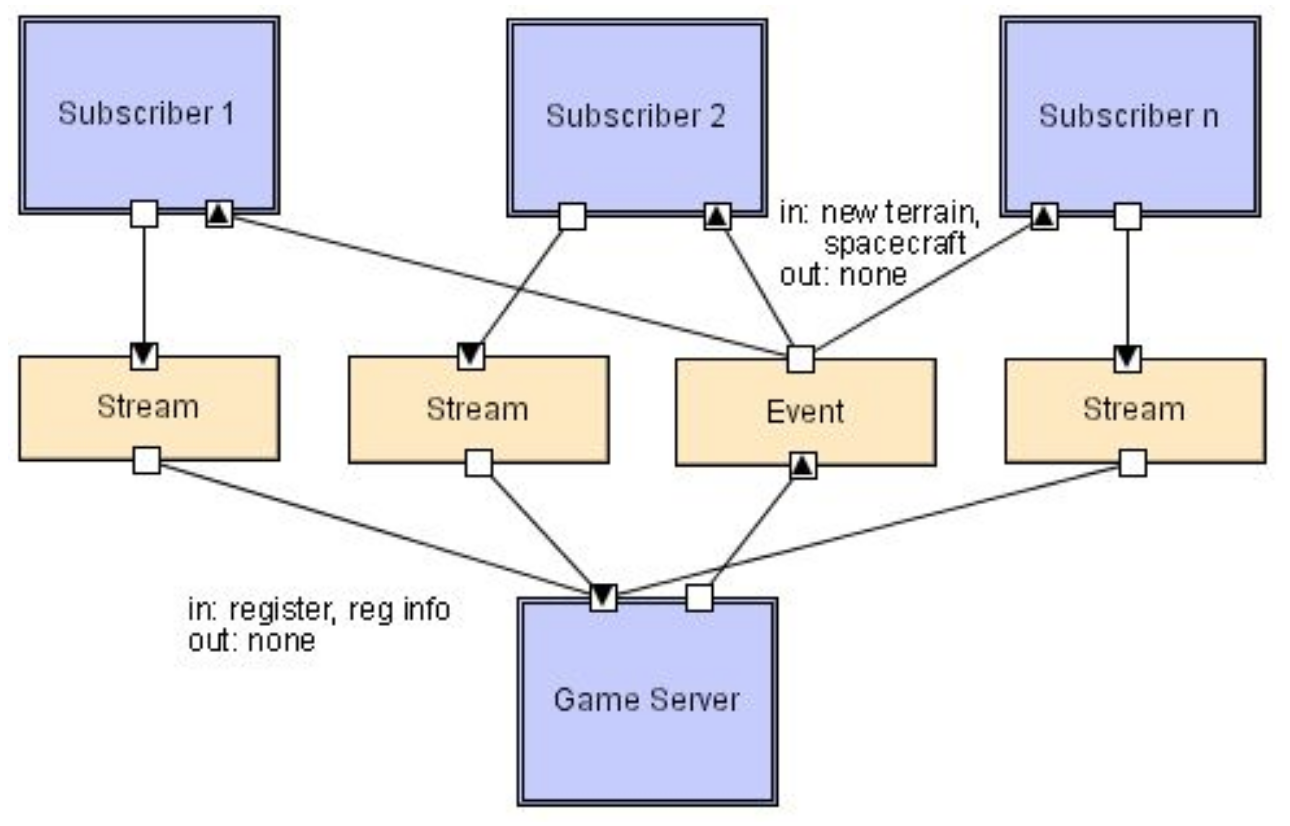 Subscriber 1
Subscriber 2
Subscriber n
in: new terrain,
spacecraft
out: none
Stream
Stream
Event
Stream
in: register, reg info
out: none
Game Server